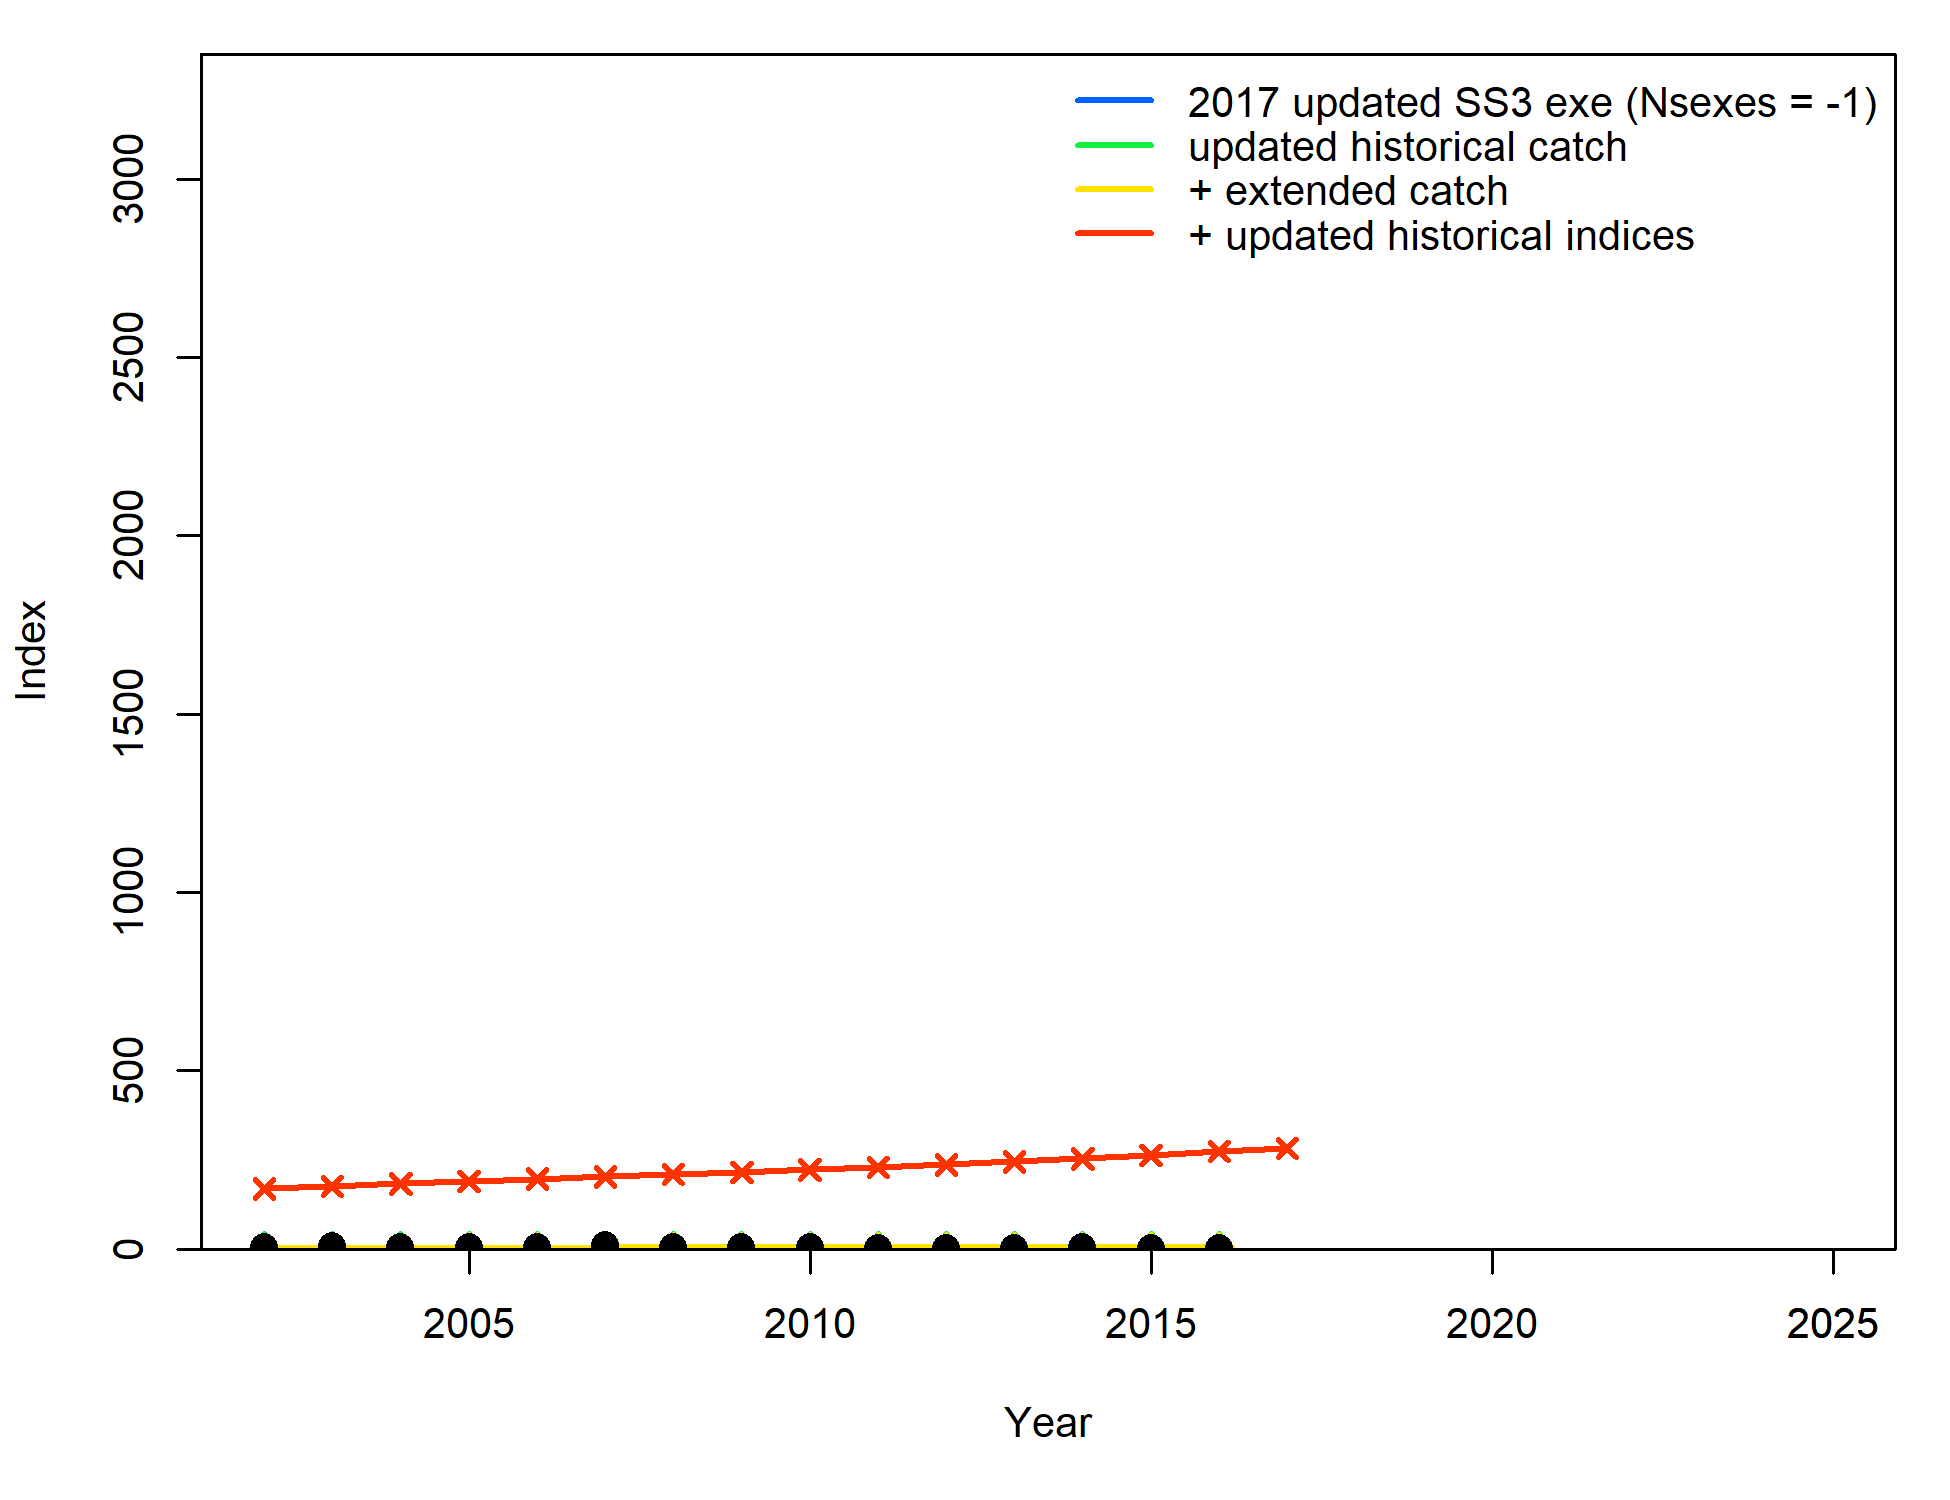 2017 updated SS3 exe (Nsexes = -1)
updated historical catch
+ extended catch
+ updated historical indices
3000
2500
2000
1500
1000
500
0
Index
2005 2010 2015 2020 2025
Year